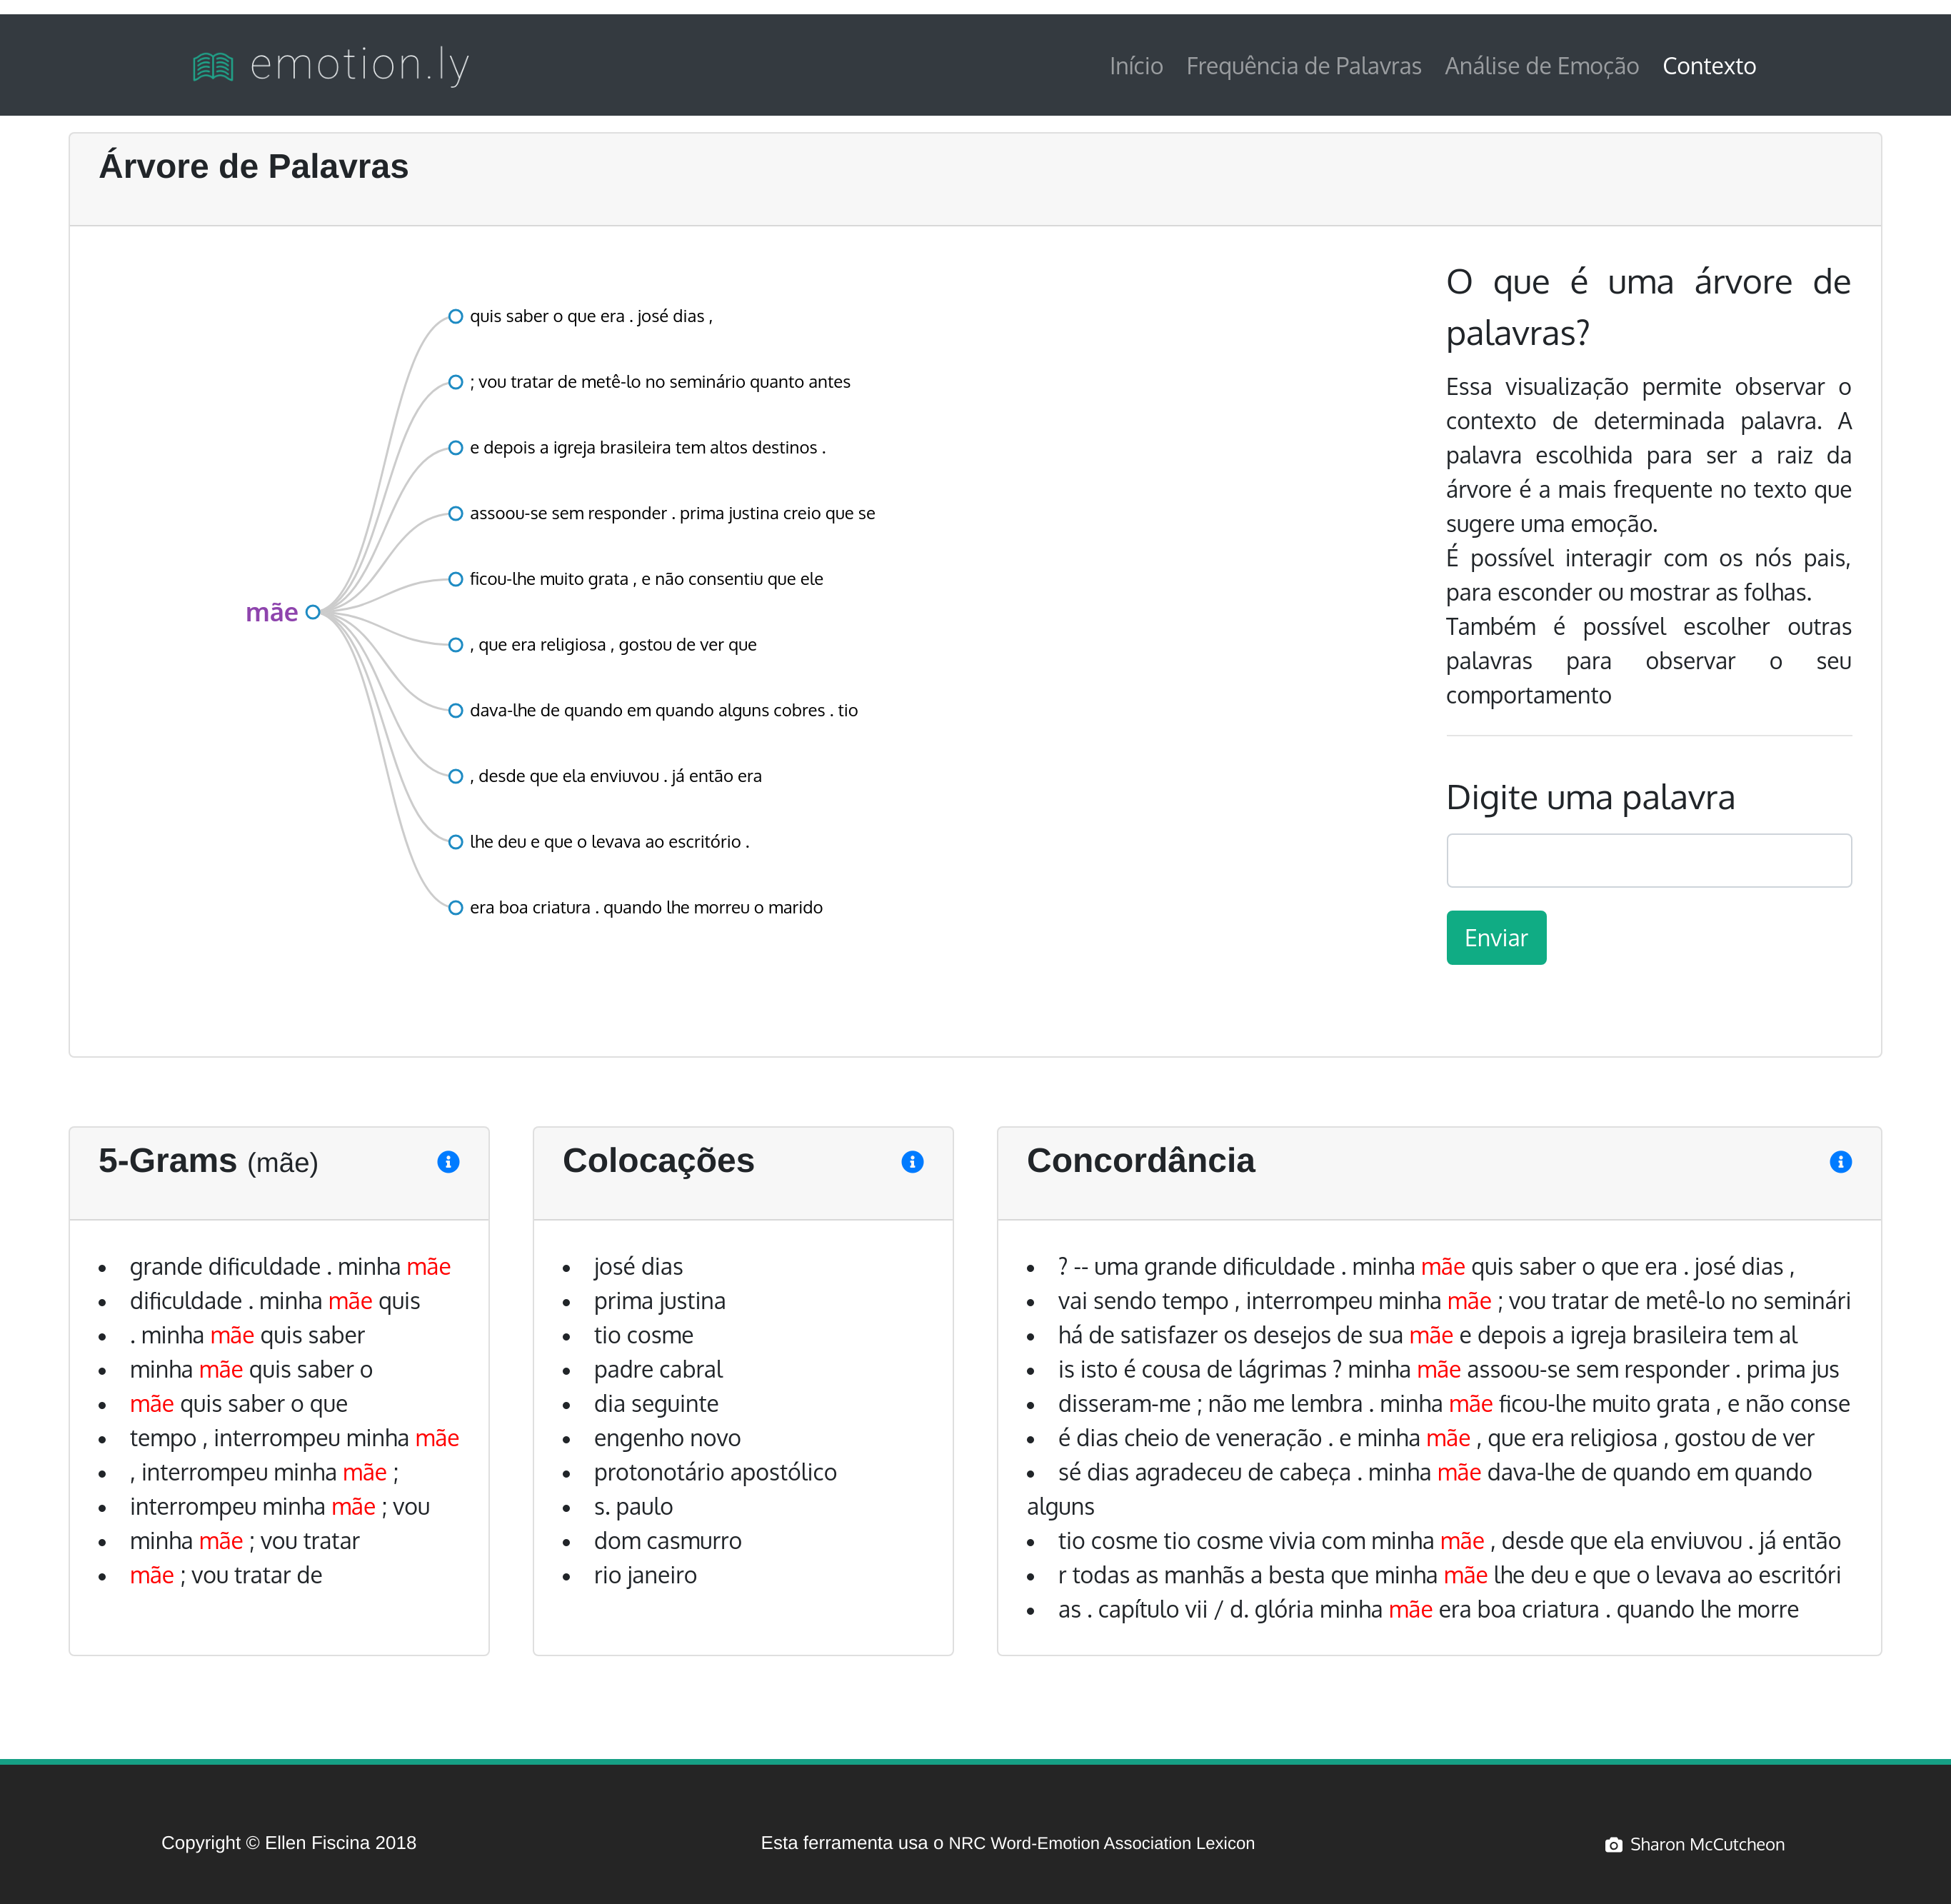 emotion.ly
Início Frequência de Palavras Análise de Emoção Contexto
Árvore de Palavras
mãe
quis saber o que era . josé dias ,
; vou tratar de metê-lo no seminário quanto antes
e depois a igreja brasileira tem altos destinos .
assoou-se sem responder . prima justina creio que se
ficou-lhe muito grata , e não consentiu que ele
, que era religiosa , gostou de ver que
dava-lhe de quando em quando alguns cobres . tio
, desde que ela enviuvou . já então era
lhe deu e que o levava ao escritório .
era boa criatura . quando lhe morreu o marido
O que é uma árvore de
palavras?
Essa visualização permite observar o
contexto de determinada palavra. A
palavra escolhida para ser a raiz da
árvore é a mais frequente no texto que
sugere uma emoção.
É possível interagir com os nós pais,
para esconder ou mostrar as folhas.
Também é possível escolher outras
palavras para observar o seu
comportamento
Digite uma palavra
Enviar
5-Grams (mãe)
grande dificuldade . minha mãe
dificuldade . minha mãe quis
. minha mãe quis saber
minha mãe quis saber o
mãe quis saber o que
tempo , interrompeu minha mãe
, interrompeu minha mãe ;
interrompeu minha mãe ; vou
minha mãe ; vou tratar
mãe ; vou tratar de
Colocações
josé dias
prima justina
tio cosme
padre cabral
dia seguinte
engenho novo
protonotário apostólico
s. paulo
dom casmurro
rio janeiro
Concordância
? -- uma grande dificuldade . minha mãe quis saber o que era . josé dias ,
vai sendo tempo , interrompeu minha mãe ; vou tratar de metê-lo no seminári
há de satisfazer os desejos de sua mãe e depois a igreja brasileira tem al
is isto é cousa de lágrimas ? minha mãe assoou-se sem responder . prima jus
disseram-me ; não me lembra . minha mãe ficou-lhe muito grata , e não conse
é dias cheio de veneração . e minha mãe , que era religiosa , gostou de ver
sé dias agradeceu de cabeça . minha mãe dava-lhe de quando em quando
alguns
tio cosme tio cosme vivia com minha mãe , desde que ela enviuvou . já então
r todas as manhãs a besta que minha mãe lhe deu e que o levava ao escritóri
as . capítulo vii / d. glória minha mãe era boa criatura . quando lhe morre
Copyright © Ellen Fiscina 2018
Esta ferramenta usa o NRC Word-Emotion Association Lexicon
Sharon McCutcheon